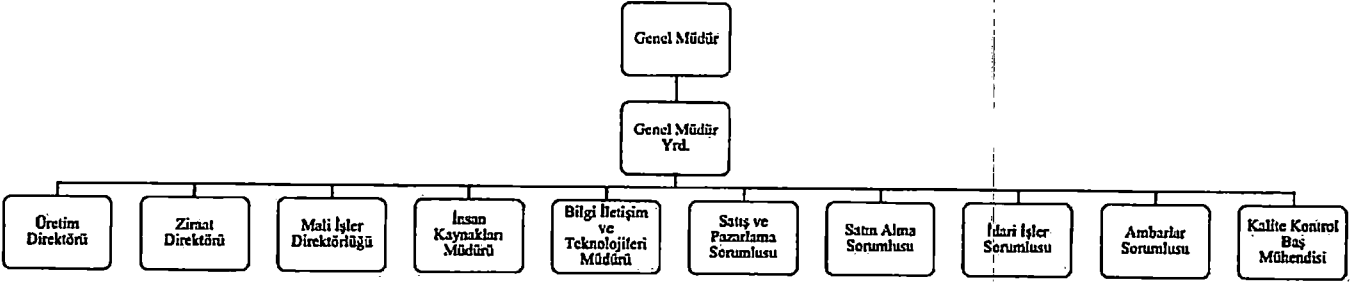 Genel Müdür
Genel Müdür
Yrd.
Üretim
Direktörü
Ziraat
Direktörü
Mali İşler
Direktörlüğü
İnsan
Kaynakları
Müdürü
Bilgi İletişim
ve
Teknolojileri
Müdürü
Satış ve
Pazarlama
Sorumlusu
Satın Alma
Sorumlusu
İdari İşler
Sorumlusu
Ambarlar
Sorumlusu
Kalite Kontrol
Baş
Mühendisi